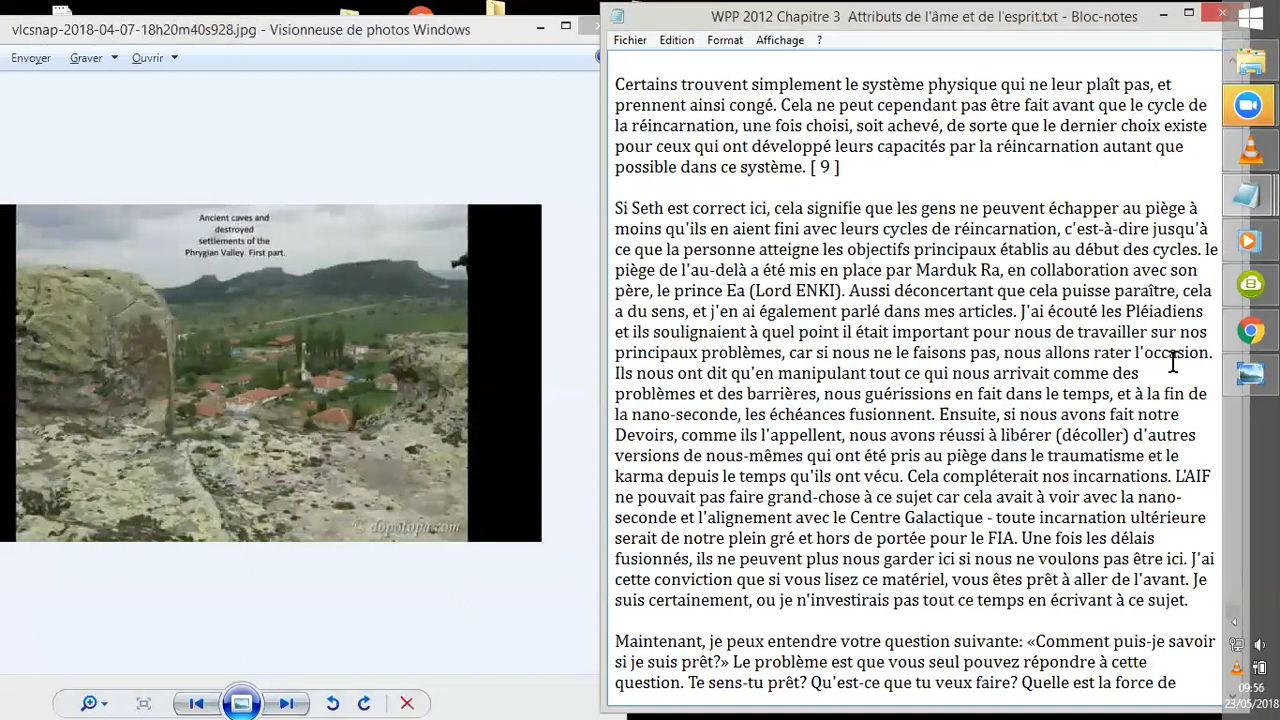 vlcsnap-2018-04-07-18h20m40s928.jpg - Visionneuse de photos Windows
Envoyer Graver Ouvrir
Ancient caves and
destroyed
settlements of the
Phrygian Valley. First part.
© dopotopa.com
WPP 2012 Chapitre 3 Attributs de l'âme et de l'esprit.txt - Bloc-notes
Fichier Edition Format Affichage ?
Certains trouvent simplement le système physique qui ne leur plaît pas, et
prennent ainsi congé. Cela ne peut cependant pas être fait avant que le cycle de
la réincarnation, une fois choisi, soit achevé, de sorte que le dernier choix existe
pour ceux qui ont développé leurs capacités par la réincarnation autant que
possible dans ce système. [ 9 ]
Si Seth est correct ici, cela signifie que les gens ne peuvent échapper au piège à
moins qu'ils en aient fini avec leurs cycles de réincarnation, c'est-à-dire jusqu'à
ce que la personne atteigne les objectifs principaux établis au début des cycles. le
piège de l'au-delà a été mis en place par Marduk Ra, en collaboration avec son
père, le prince Ea (Lord ENKI). Aussi déconcertant que cela puisse paraître, cela
a du sens, et j'en ai également parlé dans mes articles. J'ai écouté les Pléiadiens
et ils soulignaient à quel point il était important pour nous de travailler sur nos
principaux problèmes, car si nous ne le faisons pas, nous allons rater l'occasion.
Ils nous ont dit qu'en manipulant tout ce qui nous arrivait comme des
problèmes et des barrières, nous guérissions en fait dans le temps, et à la fin de
la nano-seconde, les échéances fusionnent. Ensuite, si nous avons fait notre
Devoirs, comme ils l'appellent, nous avons réussi à libérer (décoller) d'autres
versions de nous-mêmes qui ont été pris au piège dans le traumatisme et le
karma depuis le temps qu'ils ont vécu. Cela compléterait nos incarnations. L'AIF
ne pouvait pas faire grand-chose à ce sujet car cela avait à voir avec la nano-
seconde et l'alignement avec le Centre Galactique - toute incarnation ultérieure
serait de notre plein gré et hors de portée pour le FIA. Une fois les délais
fusionnés, ils ne peuvent plus nous garder ici si nous ne voulons pas être ici. J'ai
cette conviction que si vous lisez ce matériel, vous êtes prêt à aller de l'avant. Je
suis certainement, ou je n'investirais pas tout ce temps en écrivant à ce sujet.
Maintenant, je peux entendre votre question suivante: «Comment puis-je savoir
si je suis prêt?» Le problème est que vous seul pouvez répondre à cette
question. Te sens-tu prêt? Qu'est-ce que tu veux faire? Quelle est la force de
09:56
23/05/2018